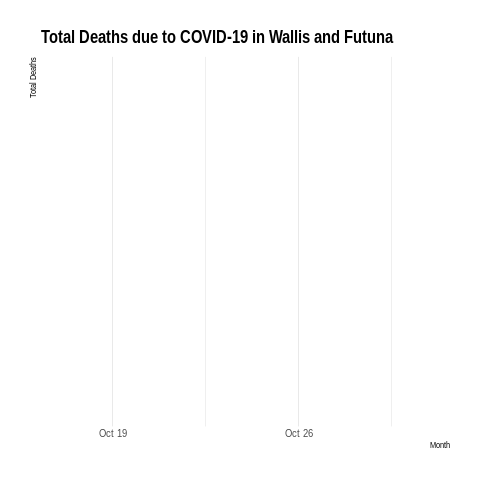 Total Deaths due to COVID-19 in Wallis and Futuna
Total Deaths
Oct 19
Oct 26
Month